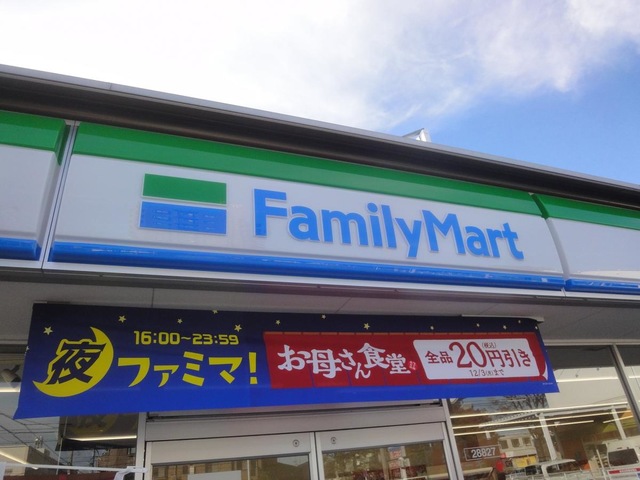 FamilyMart
16:00〜23:59
夜ファミマ!
お母さん食堂
全品20円引き
(税込)
12/3(火)まで
28827